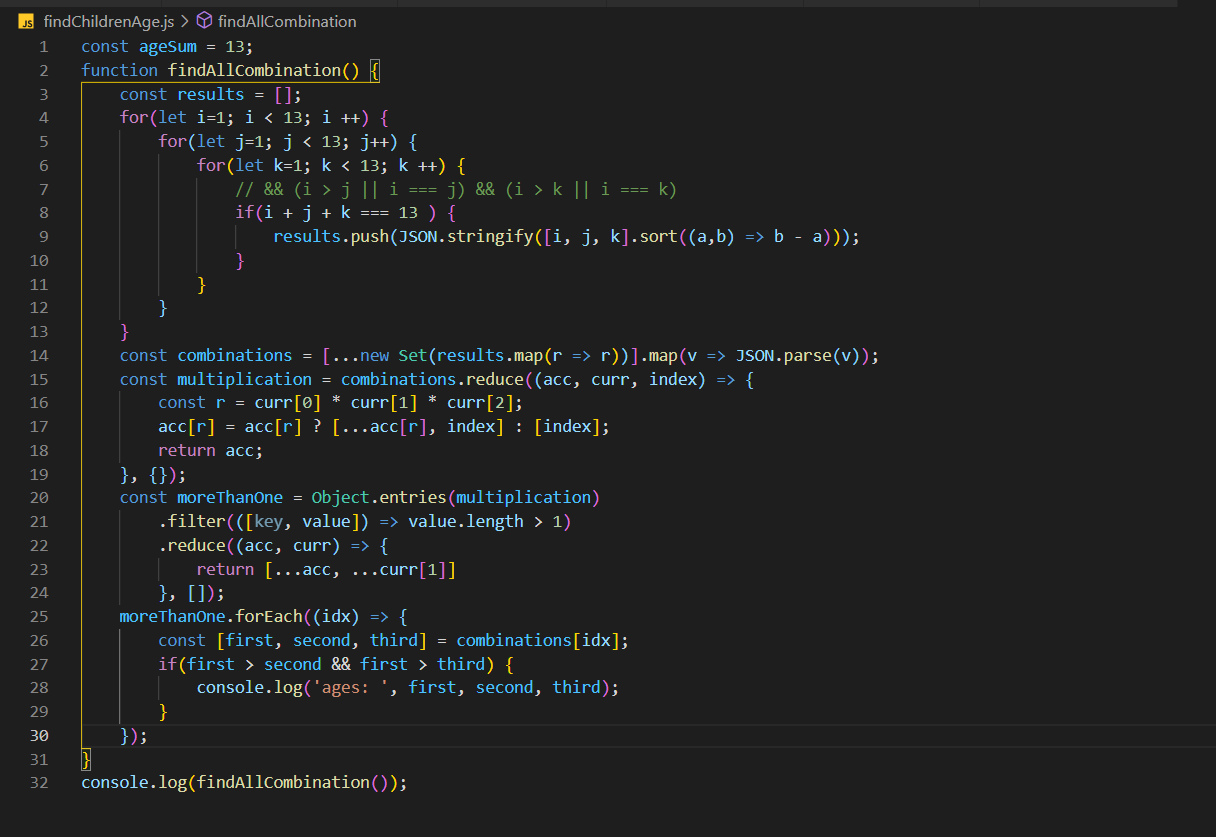 JS findChildrenAge.js > findAllCombination
1 const ageSum = 13;
2 function findAllCombination() {
3     const results = [];
4     for(let i=1; i < 13; i ++) {
5         for(let j=1; j < 13; j++) {
6             for(let k=1; k < 13; k ++) {
7                 // && (i > j || i === j) && (i > k || i === k)
8                 if(i + j + k === 13 ) {
9                     results.push(JSON.stringify([i, j, k].sort((a,b) => b - a)));
10                 }
11             }
12         }
13     }
14     const combinations = [...new Set(results.map(r => r))].map(v => JSON.parse(v));
15     const multiplication = combinations.reduce((acc, curr, index) => {
16         const r = curr[0] * curr[1] * curr[2];
17         acc[r] = acc[r] ? [...acc[r], index] : [index];
18         return acc;
19     }, {});
20     const moreThanOne = Object.entries(multiplication)
21         .filter(([key, value]) => value.length > 1)
22         .reduce((acc, curr) => {
23             return [...acc, ...curr[1]]
24         }, []);
25     moreThanOne.forEach((idx) => {
26         const [first, second, third] = combinations[idx];
27         if(first > second && first > third) {
28             console.log('ages: ', first, second, third);
29         }
30     });
31 }
32 console.log(findAllCombination());